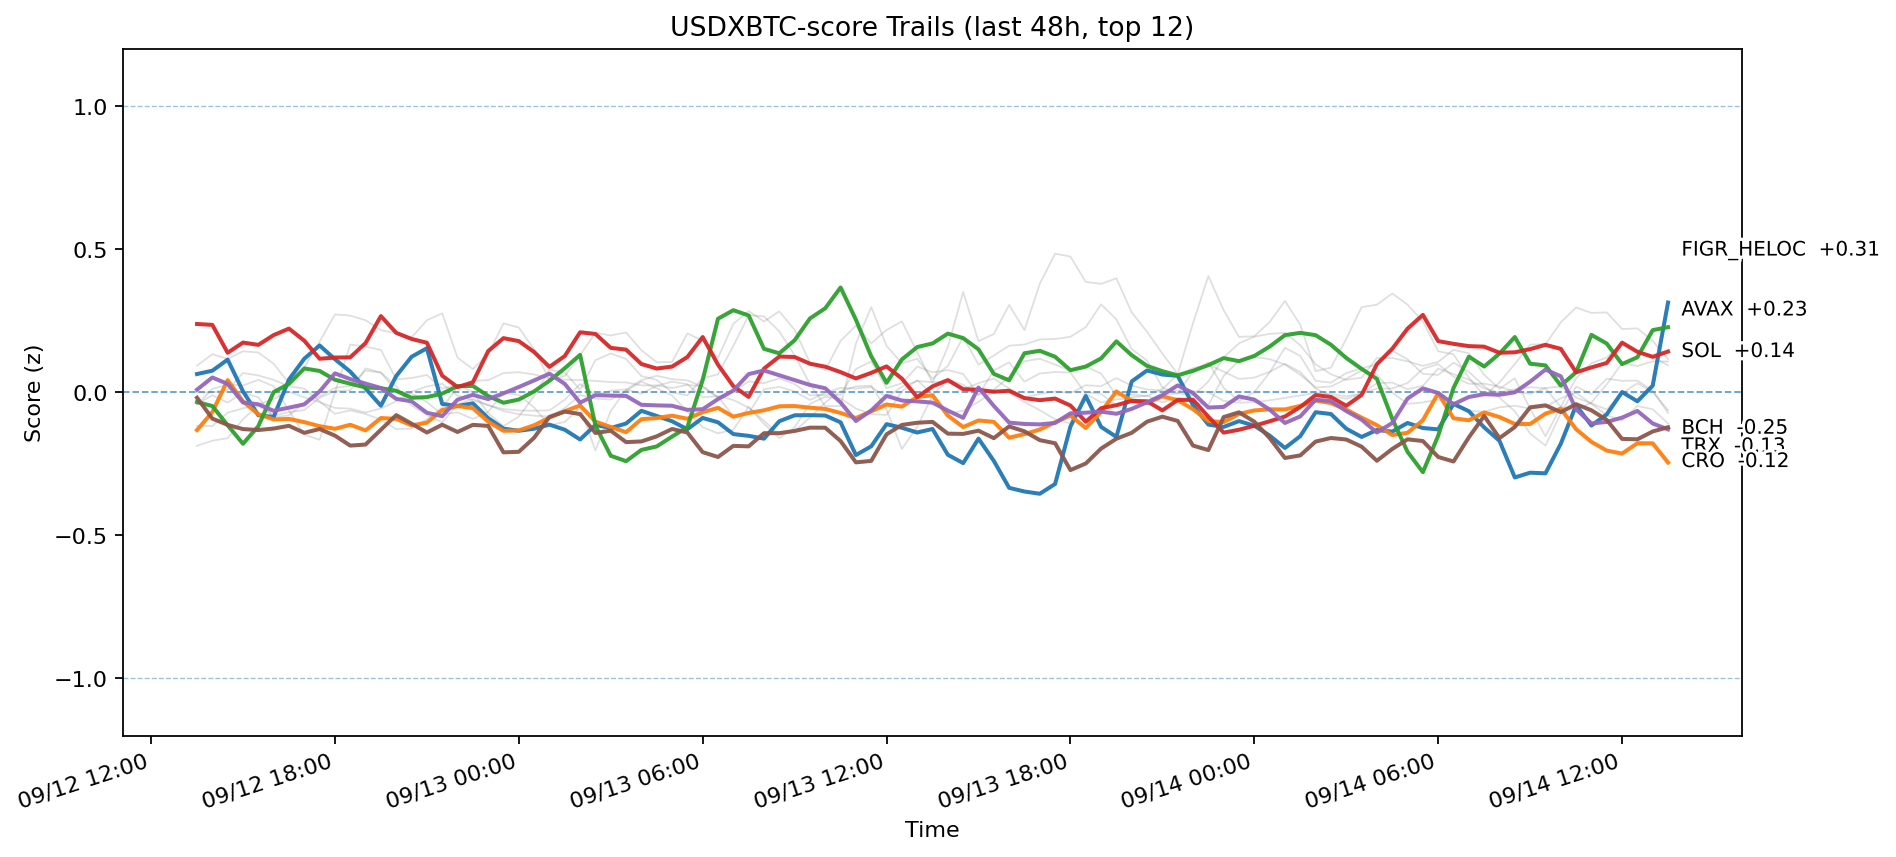 USDXBTC-score Trails (last 48h, top 12)
Score (z)
1.0
0.5
0.0
−0.5
−1.0
FIGR_HELOC +0.31
AVAX +0.23
SOL +0.14
BCH -0.25
TRX -0.13
CRO -0.12
09/12 12:00
09/12 18:00
09/13 00:00
09/13 06:00
09/13 12:00
09/13 18:00
09/14 00:00
09/14 06:00
09/14 12:00
Time